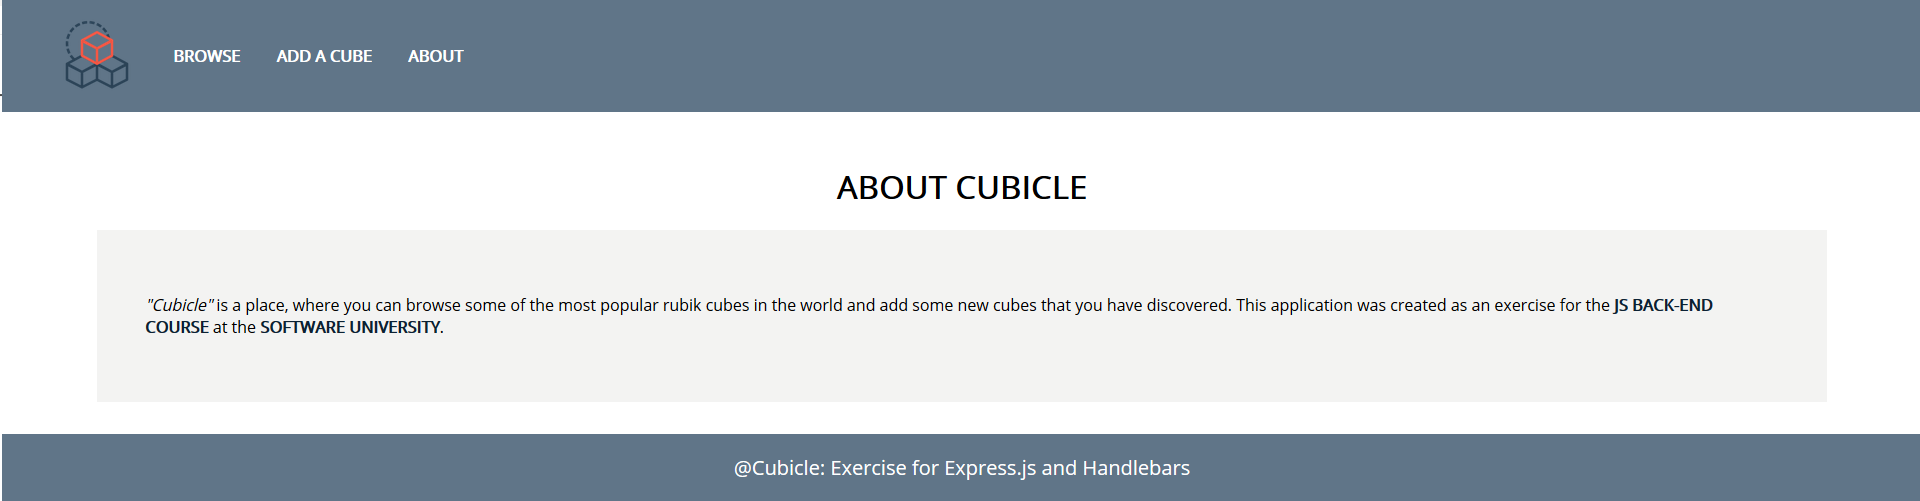 BROWSE ADD A CUBE ABOUT
ABOUT CUBICLE
"Cubicle" is a place, where you can browse some of the most popular rubik cubes in the world and add some new cubes that you have discovered. This application was created as an exercise for the JS BACK-END
COURSE at the SOFTWARE UNIVERSITY.
@Cubicle: Exercise for Express.js and Handlebars